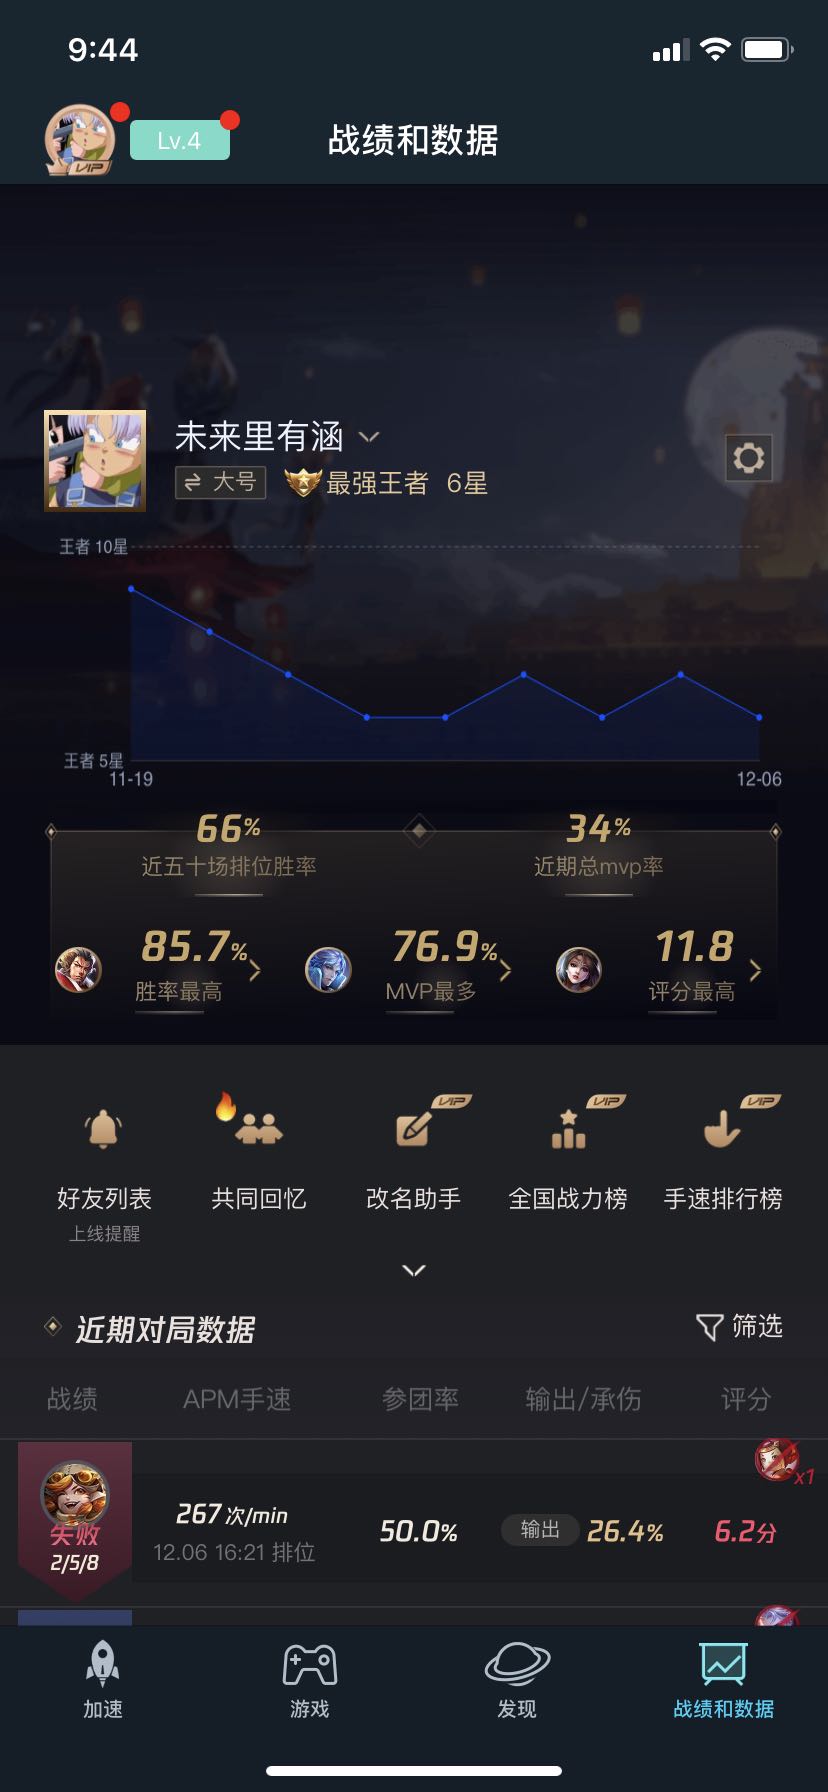 9:44
VIP
Lv.4
战绩和数据
未来里有涵
大号
最强王者 6星
王者 10星
王者 5星
11-19
12-06
66%
34%
近五十场排位胜率
近期总mvp率
85.7%
76.9%
11.8
胜率最高
MVP最多
评分最高
VIP
VIP
VIP
好友列表
共同回忆
改名助手
全国战力榜
手速排行榜
上线提醒
近期对局数据
筛选
战绩
APM手速
参团率
输出/承伤
评分
x1
失败
2/5/8
267次/min
12.06 16:21 排位
50.0%
输出
26.4%
6.2分
加速
游戏
发现
战绩和数据